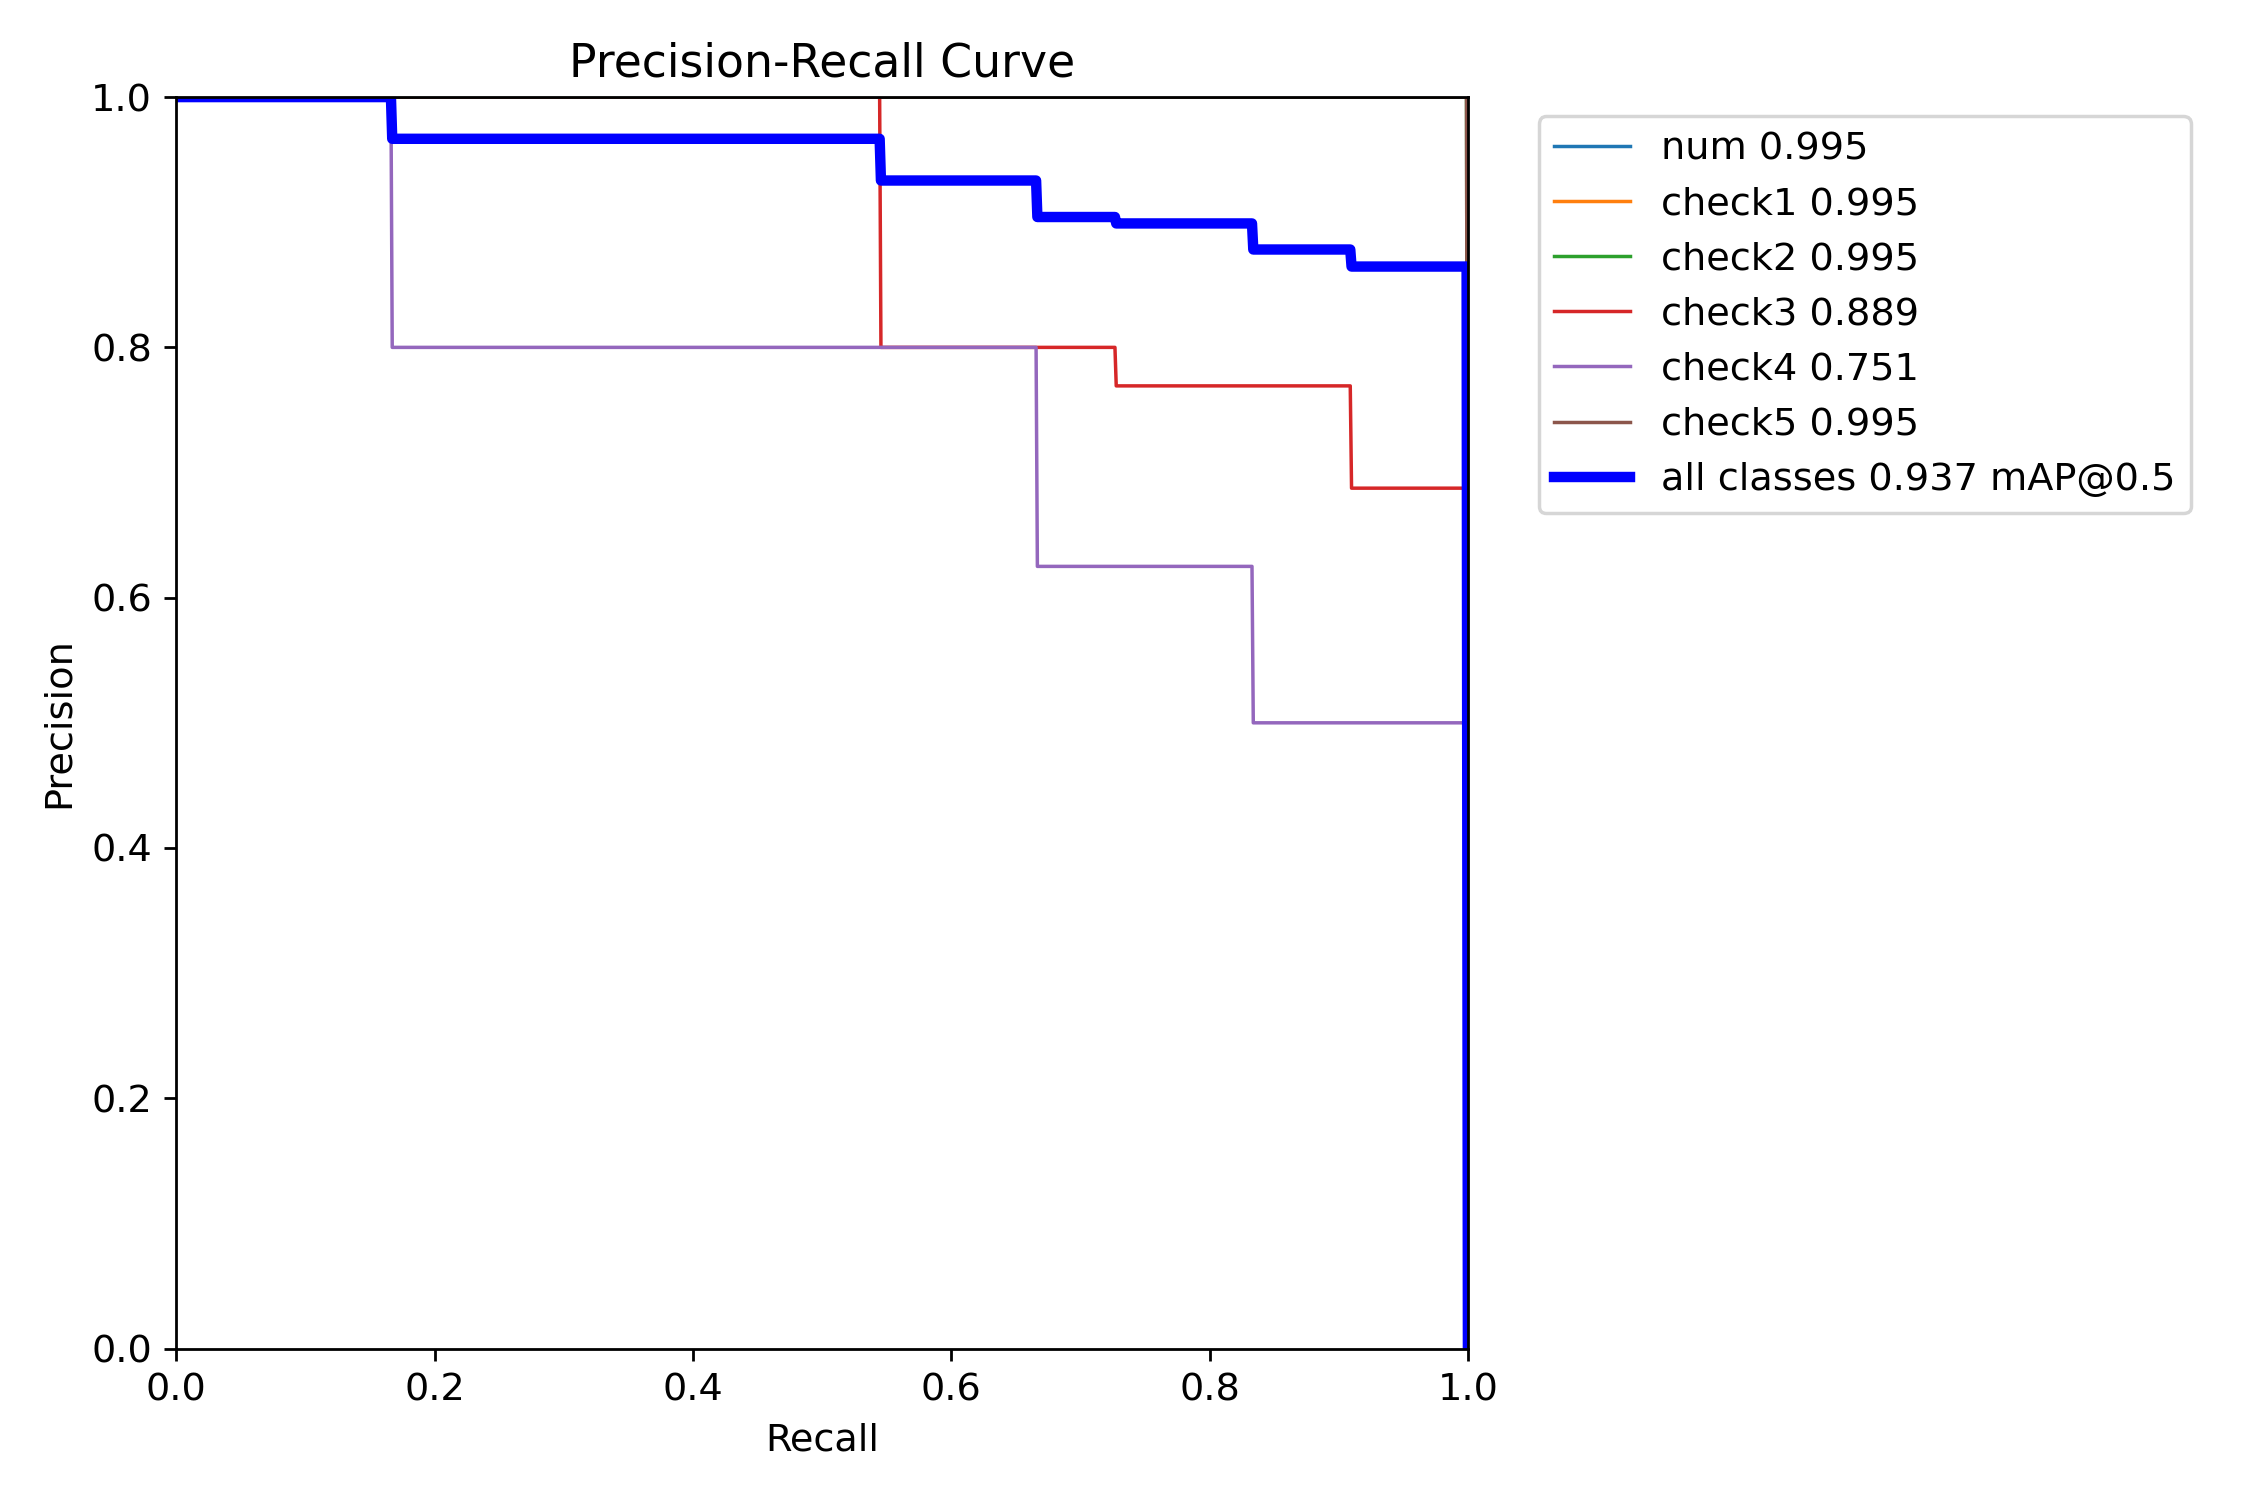 Precision-Recall Curve
1.0
0.8
0.6
0.4
0.2
0.0
Precision
0.0 0.2 0.4 0.6 0.8 1.0
Recall
num 0.995
check1 0.995
check2 0.995
check3 0.889
check4 0.751
check5 0.995
all classes 0.937 mAP@0.5